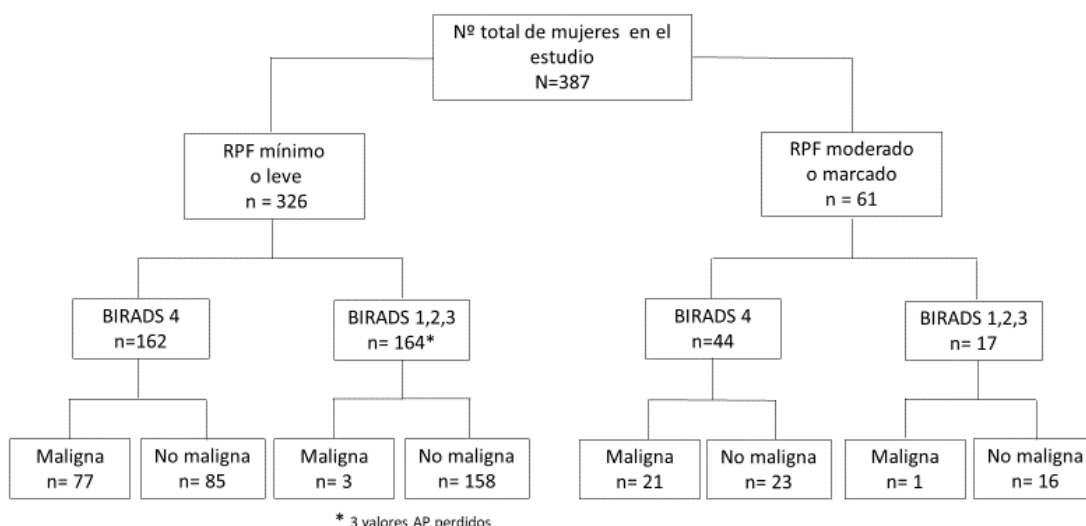 Nº total de mujeres en el
estudio
N=387
RPF mínimo
o leve
n = 326
RPF moderado
o marcado
n = 61
BIRADS 4
n=162
BIRADS 1,2,3
n= 164*
BIRADS 4
n=44
BIRADS 1,2,3
n= 17
Maligna
n= 77
No maligna
n= 85
Maligna
n= 3
No maligna
n= 158
Maligna
n= 21
No maligna
n= 23
Maligna
n= 1
No maligna
n= 16
* 3 valores AP perdidos